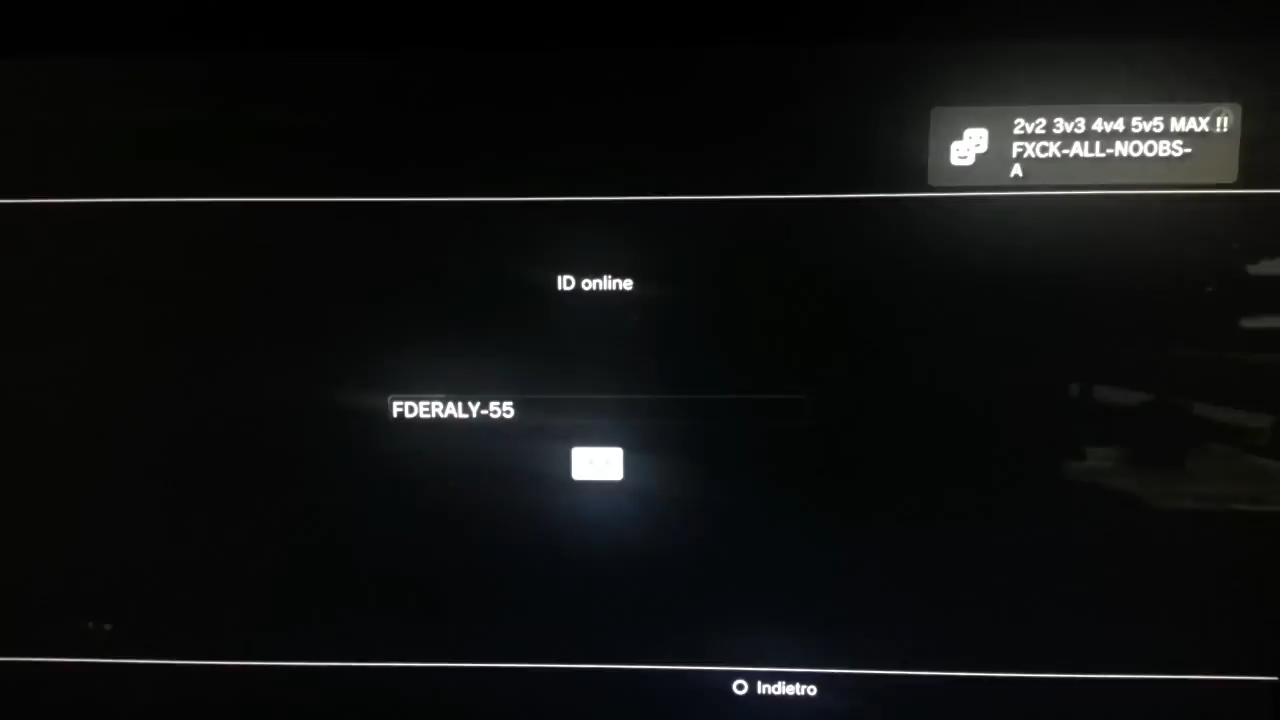 2v2 3v3 4v4 5v5 MAX !!
FXCK-ALL-NOOBS-
A
ID online
FDERALY-55
Indietro